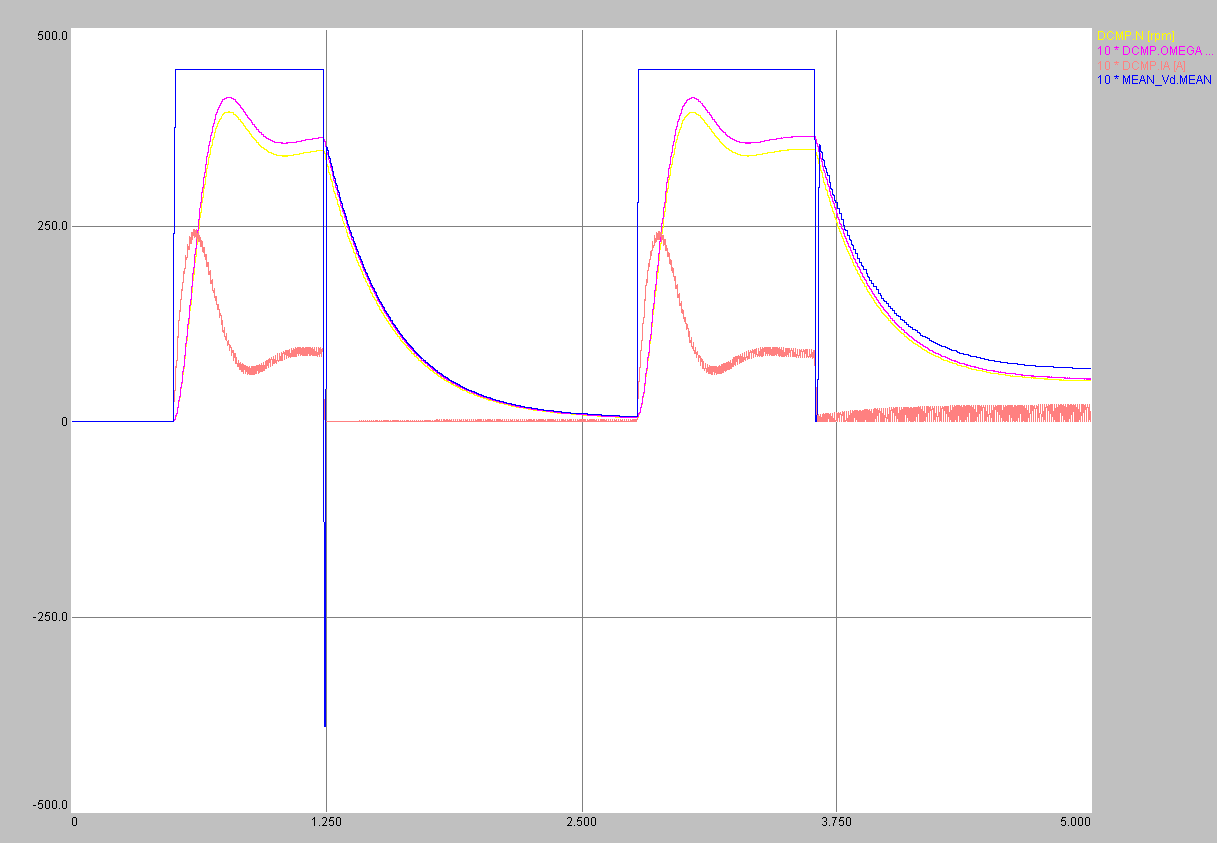 500.0
250.0
0
-250.0
-500.0
0 1.250 2.500 3.750 5.000
DCMP.N [rpm]
10 * DCMP.OMEGA ...
10 * DCMP.IA [A]
10 * MEAN_Vd.MEAN